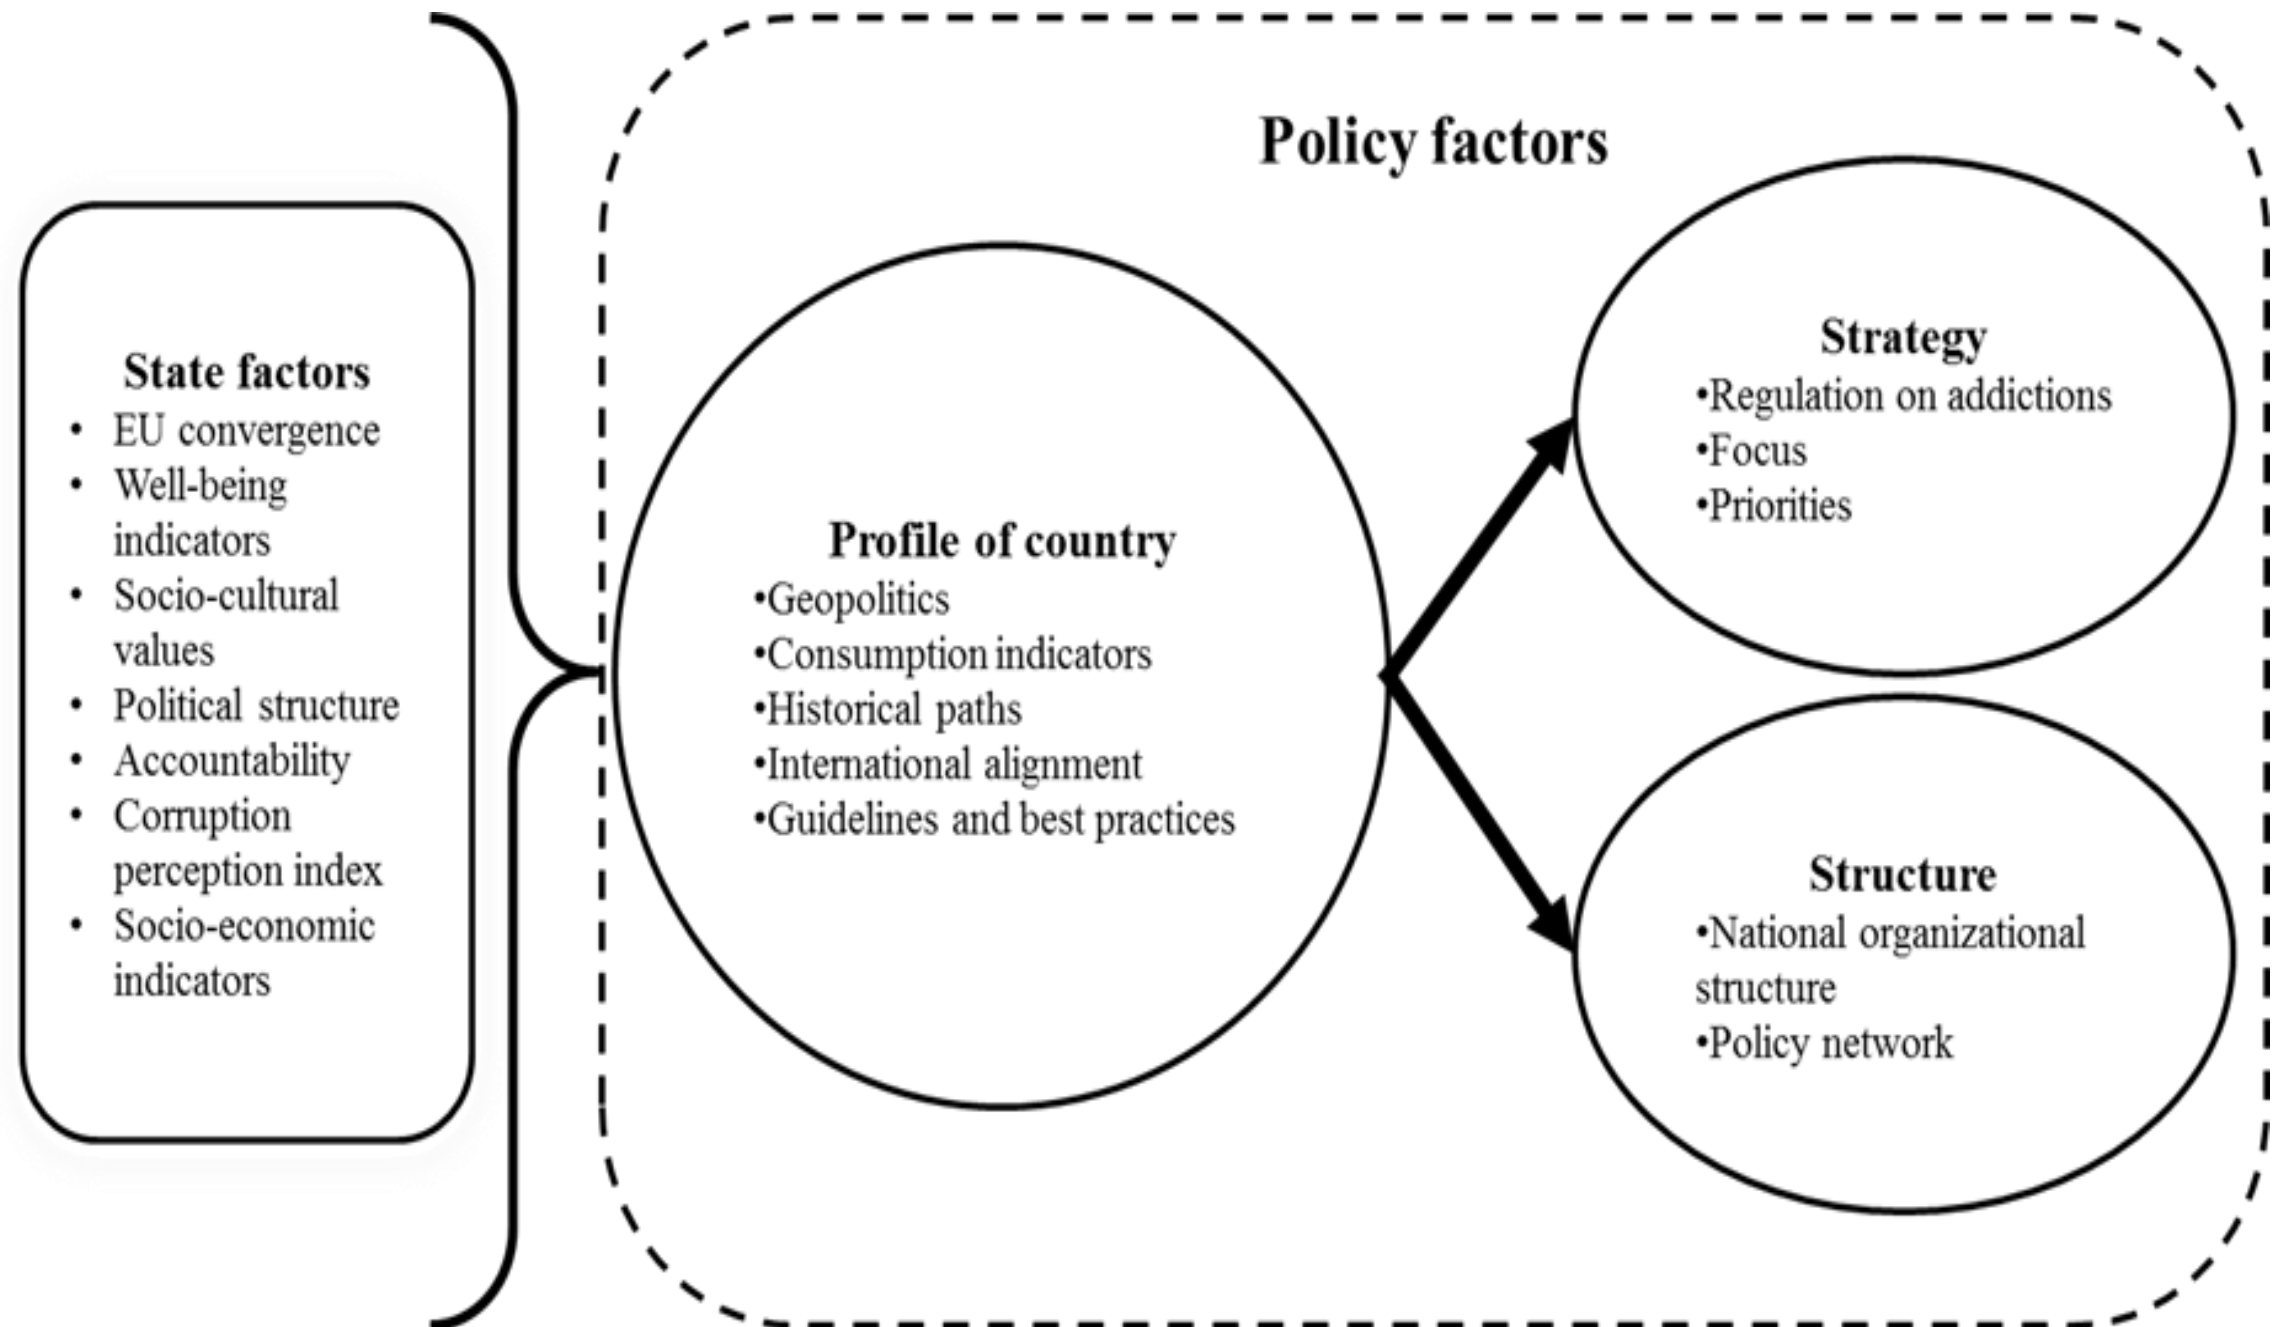 Policy factors
State factors
• EU convergence
• Well-being
indicators
• Socio-cultural
values
• Political structure
• Accountability
• Corruption
perception index
• Socio-economic
indicators
Profile of country
•Geopolitics
•Consumption indicators
•Historical paths
•International alignment
•Guidelines and best practices
Strategy
•Regulation on addictions
•Focus
•Priorities
Structure
•National organizational
structure
•Policy network